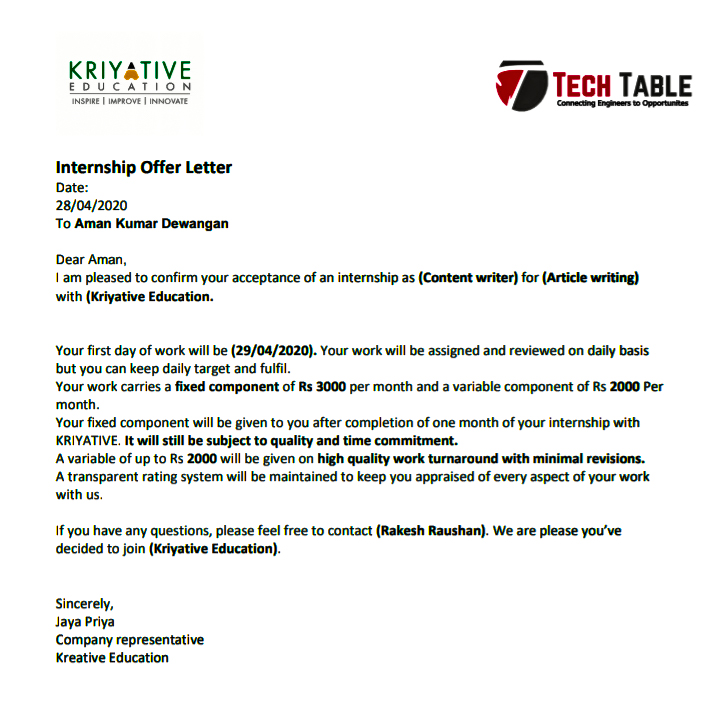 KRIYATIVE
EDUCATION
INSPIRE | IMPROVE | INNOVATE
TECH TABLE
Connecting Engineers to Opportunites
Internship Offer Letter
Date:
28/04/2020
To Aman Kumar Dewangan
Dear Aman,
I am pleased to confirm your acceptance of an internship as (Content writer) for (Article writing)
with (Kriyative Education.
Your first day of work will be (29/04/2020). Your work will be assigned and reviewed on daily basis
but you can keep daily target and fulfil.
Your work carries a fixed component of Rs 3000 per month and a variable component of Rs 2000 Per
month.
Your fixed component will be given to you after completion of one month of your internship with
KRIYATIVE. It will still be subject to quality and time commitment.
A variable of up to Rs 2000 will be given on high quality work turnaround with minimal revisions.
A transparent rating system will be maintained to keep you appraised of every aspect of your work
with us.
If you have any questions, please feel free to contact (Rakesh Raushan). We are please you've
decided to join (Kriyative Education).
Sincerely,
Jaya Priya
Company representative
Kreative Education